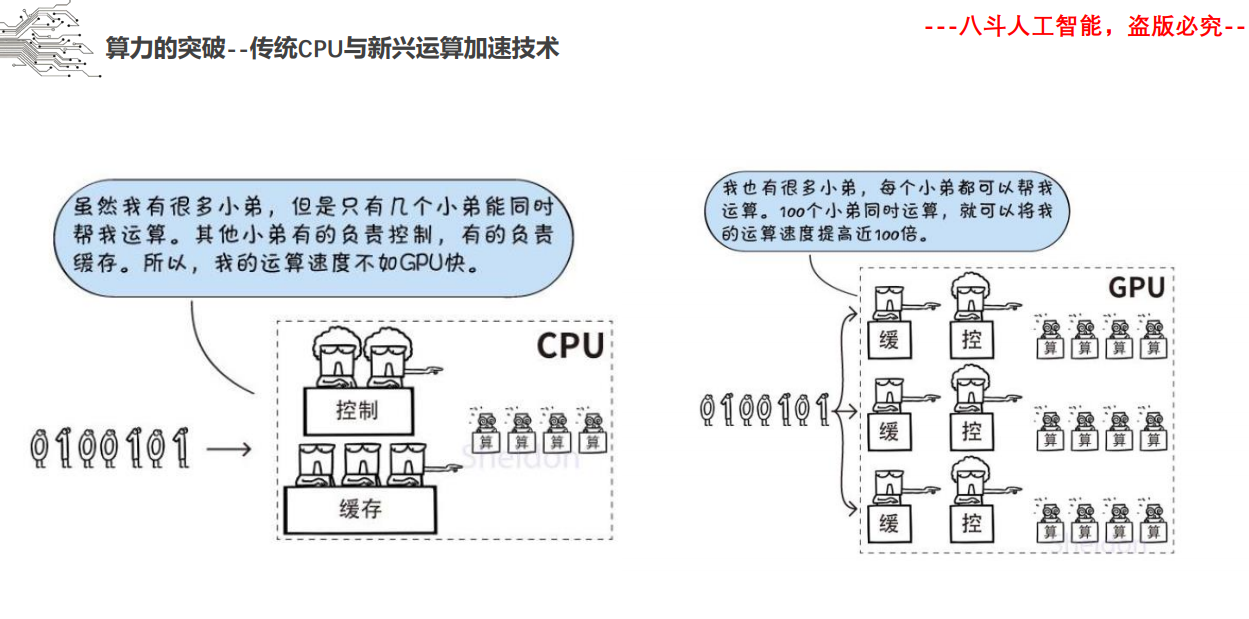 算力的突破--传统CPU与新兴运算加速技术
---八斗人工智能，盗版必究--
虽然我有很多小弟，但是只有几个小弟能同时
帮我运算。其他小弟有的负责控制，有的负责
缓存。所以，我的运算速度不如GPU快。
CPU
控制
算 算 算 算
0100101
缓存
Sheldon
我也有很多小弟，每个小弟都可以帮我
运算。100个小弟同时运算，就可以将我
的运算速度提高近100倍。
GPU
缓 控 算 算 算 算
0100101
缓 控 算 算 算 算
缓 控 算 算 算 算
Sheldon